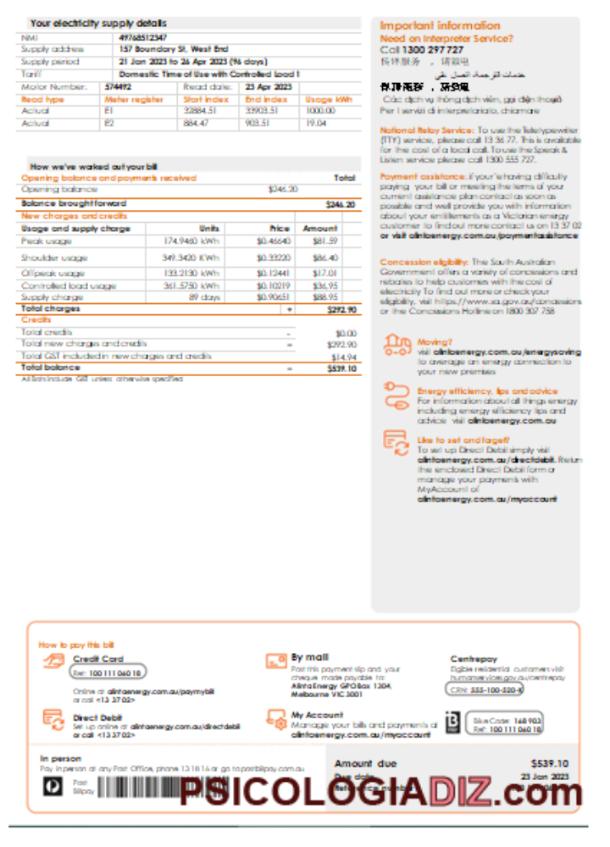 Your electricity supply details
NMI 49768512347
Supply address 157 Boundary St, West End
Supply period 21 Jan 2023 to 26 Apr 2023 (96 days)
Tariff Domestic Time of Use with Controlled Load 1
Motor Number: 574492 Read date: 23 Apr 2023
Read type Meter register Start index End index Usage kWh
Actual E1 32884.51 33903.51 1000.00
Actual E2 884.47 903.51 19.04
How we've worked out your bill
Opening balance and payments received Total
Opening balance $246.20
Balance brought forward $246.20
New charges and credits
Usage and supply charge Units Price Amount
Peak usage 174.9460 kWh $0.46640 $81.59
Shoulder usage 349.3420 KWh $0.33220 $86.40
Offpeak usage 133.2130 kWh $0.12441 $17.01
Controlled load usage 361.5750 kWh $0.10219 $36.95
Supply charge 89 days $0.90651 $88.95
Total charges + $292.90
Credits
Total credits - $0.00
Total new charges and credits = $292.90
Total GST included in new charges and credits $14.94
Total balance = $539.10
All Bats include GST unless otherwise specified
Important information
Need on Interpreter Service?
Call 1300 297 727
خدمات الترجمة، اتصل على
Các dịch vụ thông dịch viên, gọi điện thoại
Per I servizi di interpretariato, chiamare
National Relay Service: To use the Teletypewriter
(TTY) service, please call 13 36 77. This is available
for the cost of a local call. To use the Speak &
Listen service please call 1300 555 727.
Payment assistance: if your'e having difficulty
paying your bill or meeting the terms of your
current assistance plan contact as soon as
possible and well provide you with information
about your entitlements as a Victorian energy
customer to find out more contact us on 13 37 02
or visit alintaenergy.com.au/paymentassistance
Concession eligibility: The South Australian
Government offers a variety of concessions and
rebates to help customers with the cost of
electricity To find out more or check your
eligibility, visit https://www.sa.gov.au/concessions
or the Concessions Hotline on 1800 307 758
Moving?
visit alintaenergy.com.au/energysaving
to average an energy connection to
your new premises
Energy efficiency, tips and advice
For information about all things energy
including energy efficiency tips and
advice visit alintaenergy.com.au
Like to set and target?
To set up Direct Debit simply visit
alintaenergy.com.au/directdebit. Return
the enclosed Direct Debit form or
manage your payments with
MyAccount of
alintaenergy.com.au/myaccount
How to pay this bill
Credit Card
Ref: 100 111 060 18
Online at alintaenergy.com.au/paymybill
or call <13 37 02>
Direct Debit
Set up online at alintaenergy.com.au/directdebit
or call <13 37 02>
By mail
Post this payment slip and your
cheque made payable to:
Alinta Energy GPO Box 1304,
Melbourne VIC 3001
My Account
Manage your bills and payments at
alintaenergy.com.au/myaccount
Centrepay
Eligible residential customers visit
humanservices.gov.au/centrepay
CRN: 555-100-520-K
B
Blue Code: 168 903
Ref: 100 111 060 18
In person
Pay in person at any Post Office, phone 13 18 16 or go to postbillpay.com.au
Post
Billpay
Amount due $539.10
Due date 23 Jan 2023
Reference number
PSICOLOGIADIZ.com